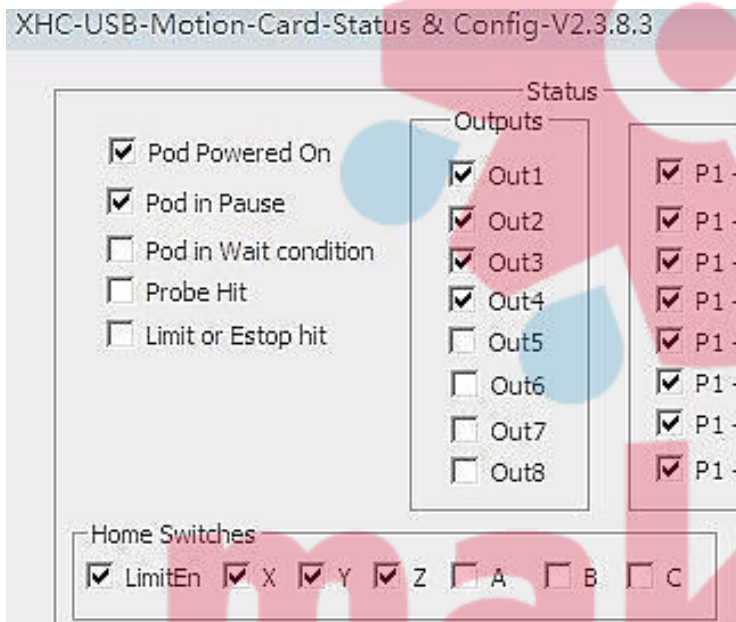 XHC-USB-Motion-Card-Status & Config-V2.3.8.3
Status
Outputs
Pod Powered On
Pod in Pause
Pod in Wait condition
Probe Hit
Limit or Estop hit
Out1
Out2
Out3
Out4
Out5
Out6
Out7
Out8
P1 -
P1 -
P1 -
P1 -
P1 -
P1 -
P1 -
P1 -
Home Switches
LimitEn X Y Z A B C
mak